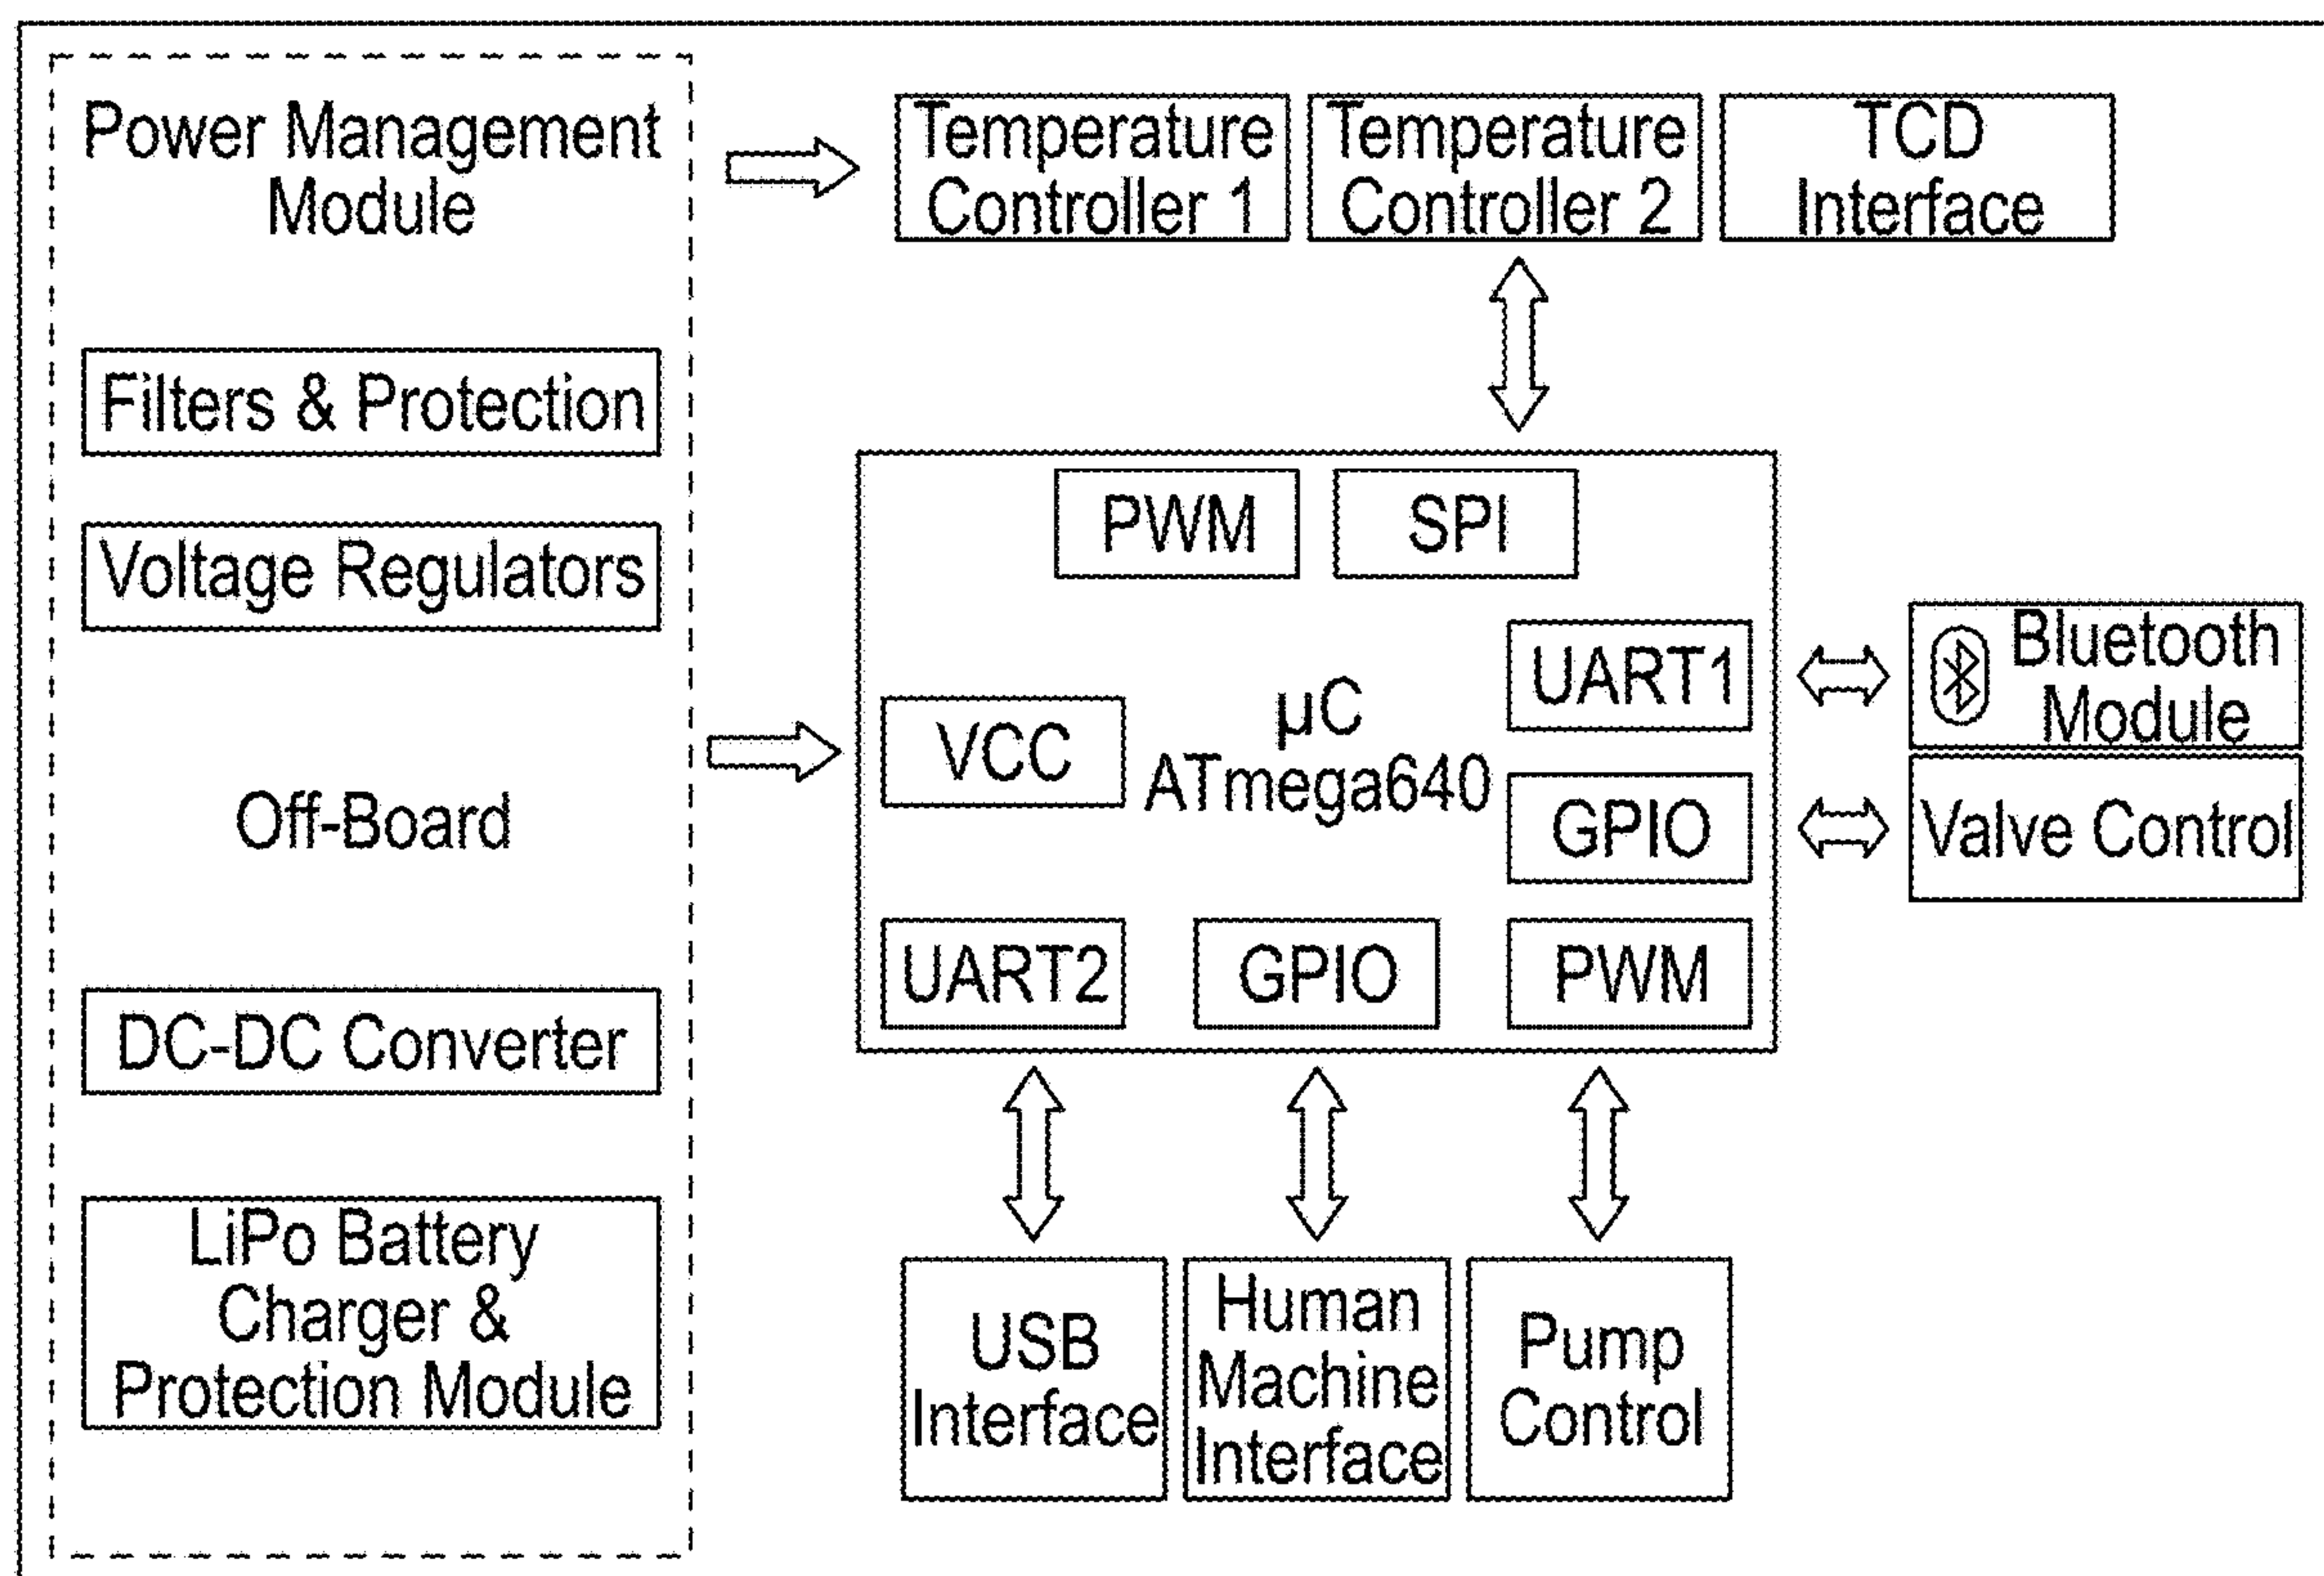 Power Management
Module
Filters & Protection
Voltage Regulators
Off-Board
DC-DC Converter
LiPo Battery
Charger &
Protection Module
Temperature
Controller 1
Temperature
Controller 2
TCD
Interface
PWM
SPI
UART1
VCC
µC
ATmega640
GPIO
UART2
GPIO
PWM
Bluetooth
Module
Valve Control
USB
Interface
Human
Machine
Interface
Pump
Control